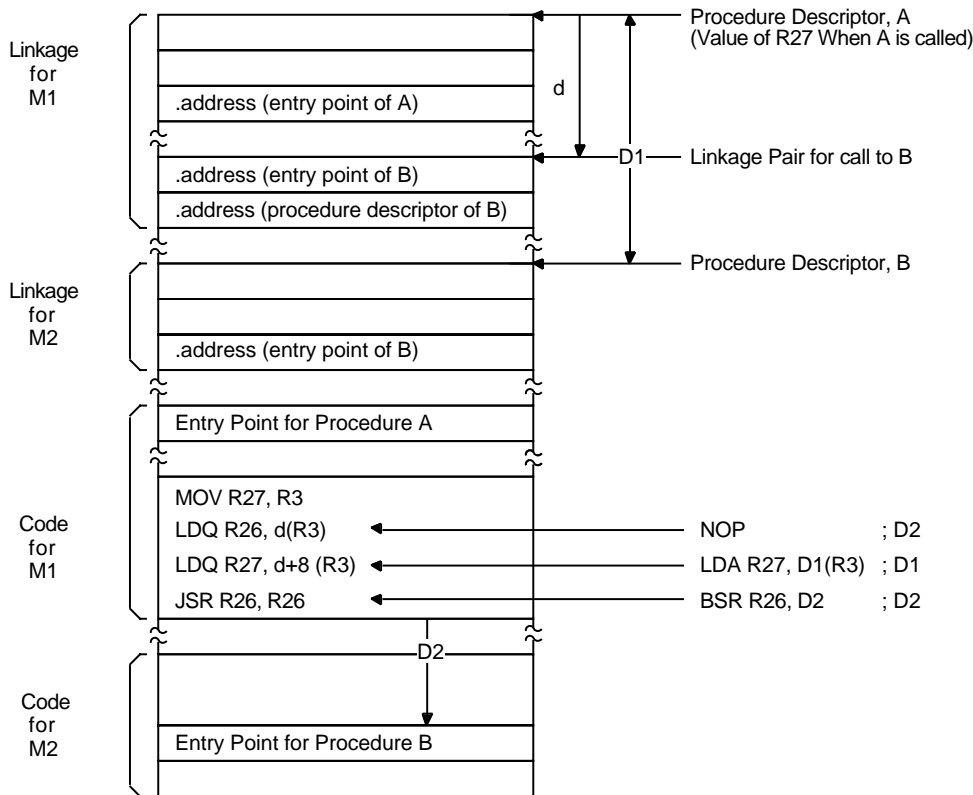 Procedure Descriptor, A
(Value of R27 When A is called)
Linkage
for
M1
.address (entry point of A)
d
D1
Linkage Pair for call to B
.address (entry point of B)
.address (procedure descriptor of B)
Procedure Descriptor, B
Linkage
for
M2
.address (entry point of B)
Entry Point for Procedure A
Code
for
M1
MOV R27, R3
LDQ R26, d(R3)
NOP ; D2
LDQ R27, d+8 (R3)
LDA R27, D1(R3) ; D1
JSR R26, R26
BSR R26, D2 ; D2
D2
Code
for
M2
Entry Point for Procedure B